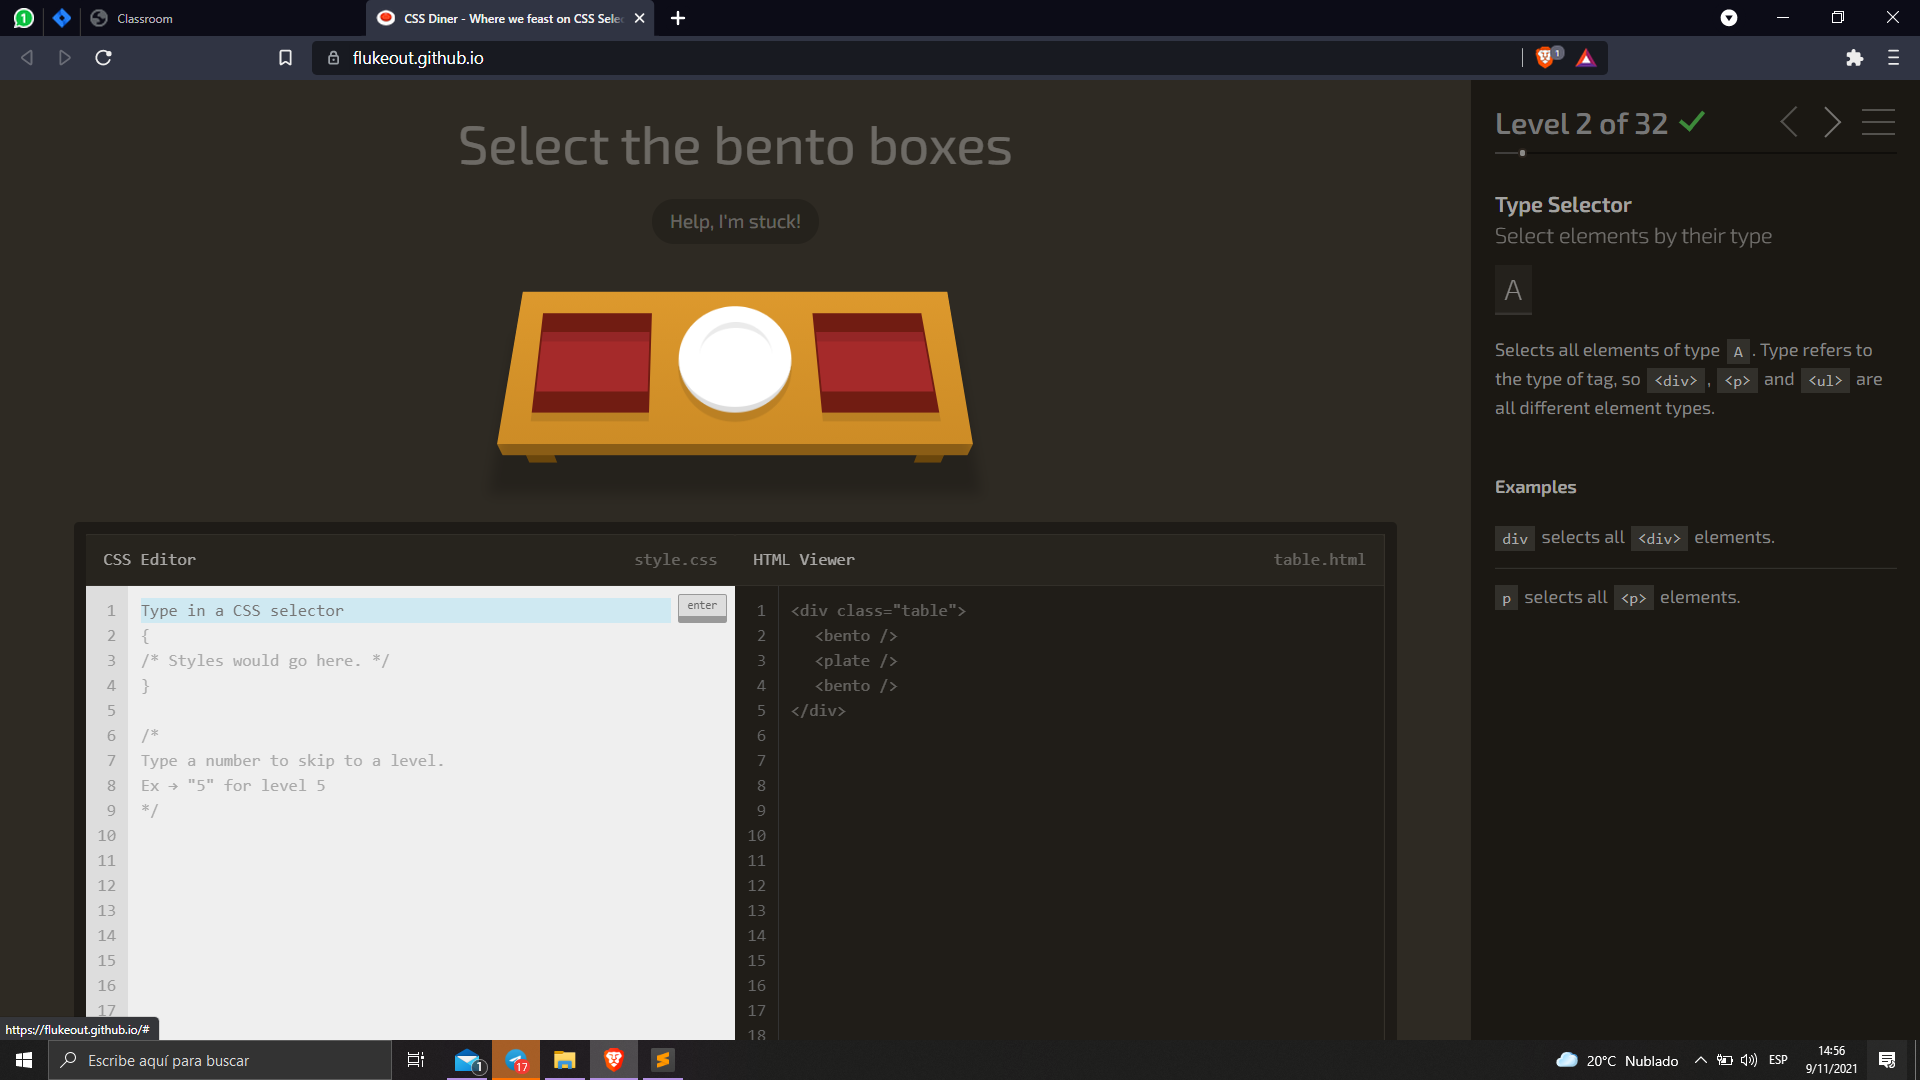 1
Classroom
CSS Diner - Where we feast on CSS Sele
flukeout.github.io
1
Select the bento boxes
Help, I'm stuck!
CSS Editor
style.css
1 Type in a CSS selector
enter
2 {
3 /* Styles would go here. */
4 }
5
6 /*
7 Type a number to skip to a level.
8 Ex → "5" for level 5
9 */
10
11
12
13
14
15
16
17
HTML Viewer
table.html
1 <div class="table">
2 <bento />
3 <plate />
4 <bento />
5 </div>
6
7
8
9
10
11
12
13
14
15
16
17
18
Level 2 of 32
Type Selector
Select elements by their type
A
Selects all elements of type A . Type refers to
the type of tag, so <div> , <p> and <ul> are
all different element types.
Examples
div selects all <div> elements.
p selects all <p> elements.
https://flukeout.github.io/#
Escribe aquí para buscar
1
17
20°C Nublado
ESP
14:56
9/11/2021